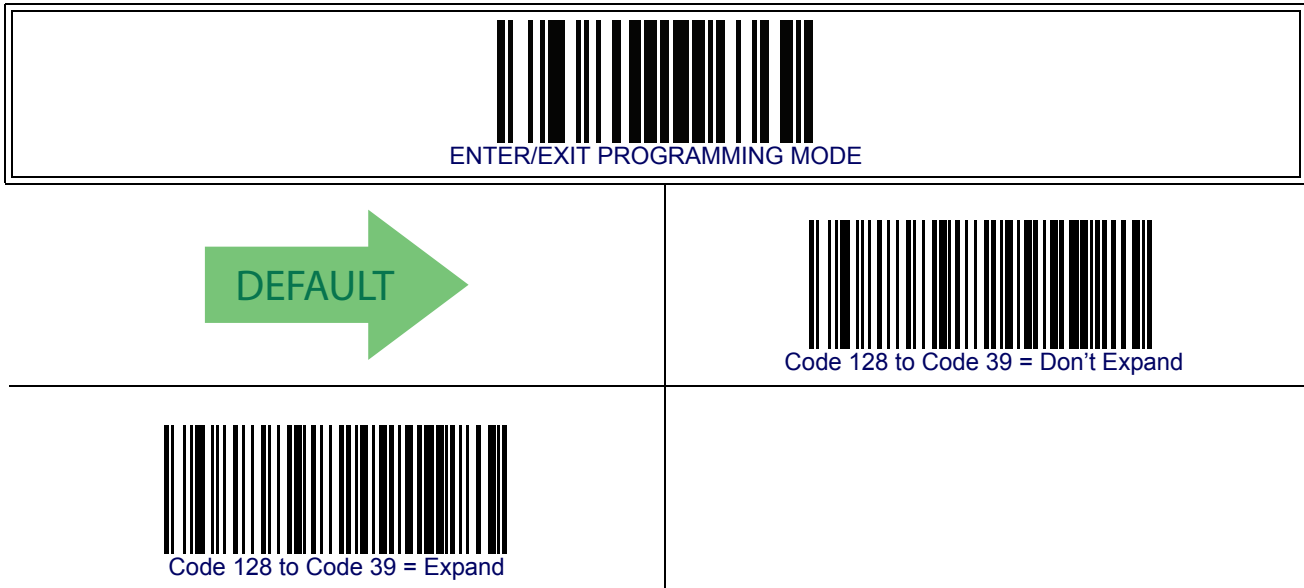 ENTER/EXIT PROGRAMMING MODE
DEFAULT
Code 128 to Code 39 = Don't Expand
Code 128 to Code 39 = Expand